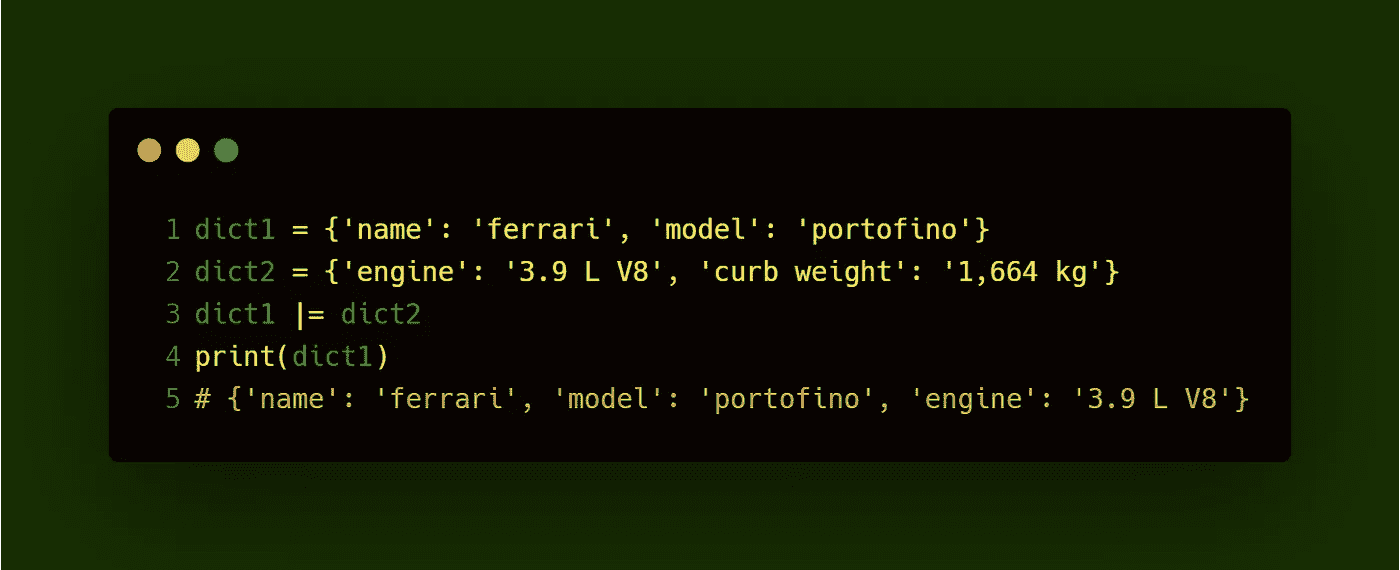 1 dict1 = {'name': 'ferrari', 'model': 'portofino'}
2 dict2 = {'engine': '3.9 L V8', 'curb weight': '1,664 kg'}
3 dict1 |= dict2
4 print(dict1)
5 # {'name': 'ferrari', 'model': 'portofino', 'engine': '3.9 L V8'}